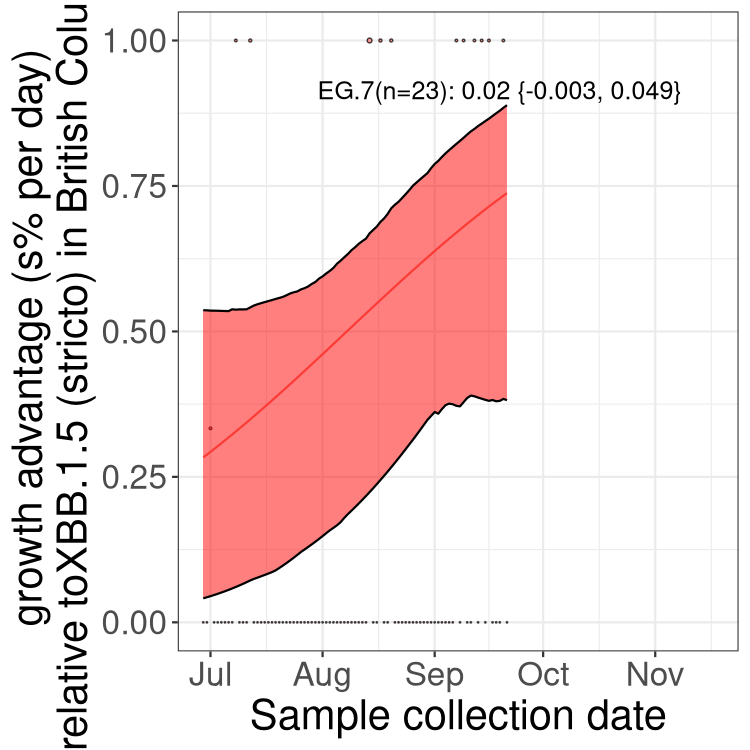 growth advantage (s% per day)
relative toXBB.1.5 (stricto) in British Colu
1.00
0.75
0.50
0.25
0.00
EG.7(n=23): 0.02 {-0.003, 0.049}
Jul Aug Sep Oct Nov
Sample collection date